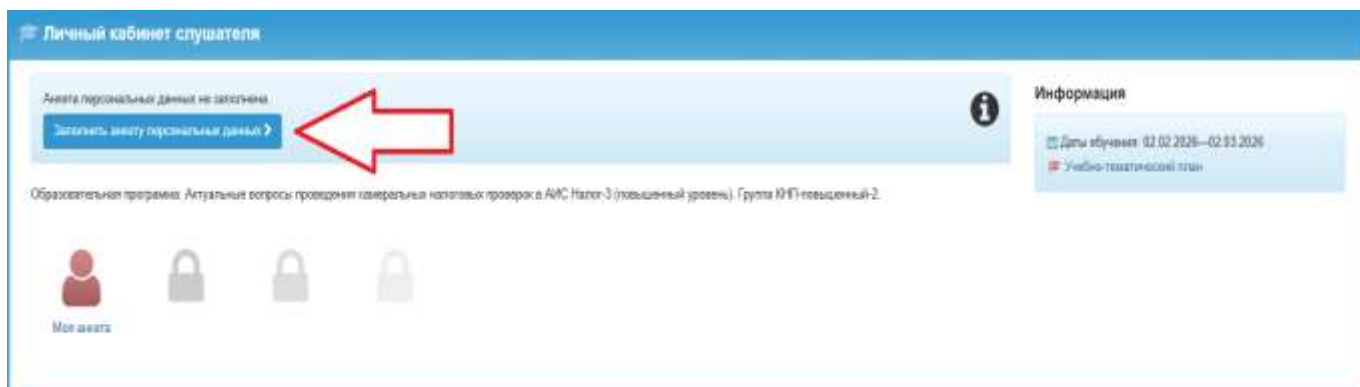 Личный кабинет слушателя
Анкета персональных данных не заполнена
Заполнить анкету персональных данных
Информация
Даты обучения: 02.02.2026—02.03.2026
Учебно-тематический план
Образовательная программа: Актуальные вопросы проведения камеральных налоговых проверок в АИС Налог-3 (повышенный уровень). Группа КНП-повышенный-2.
Моя анкета